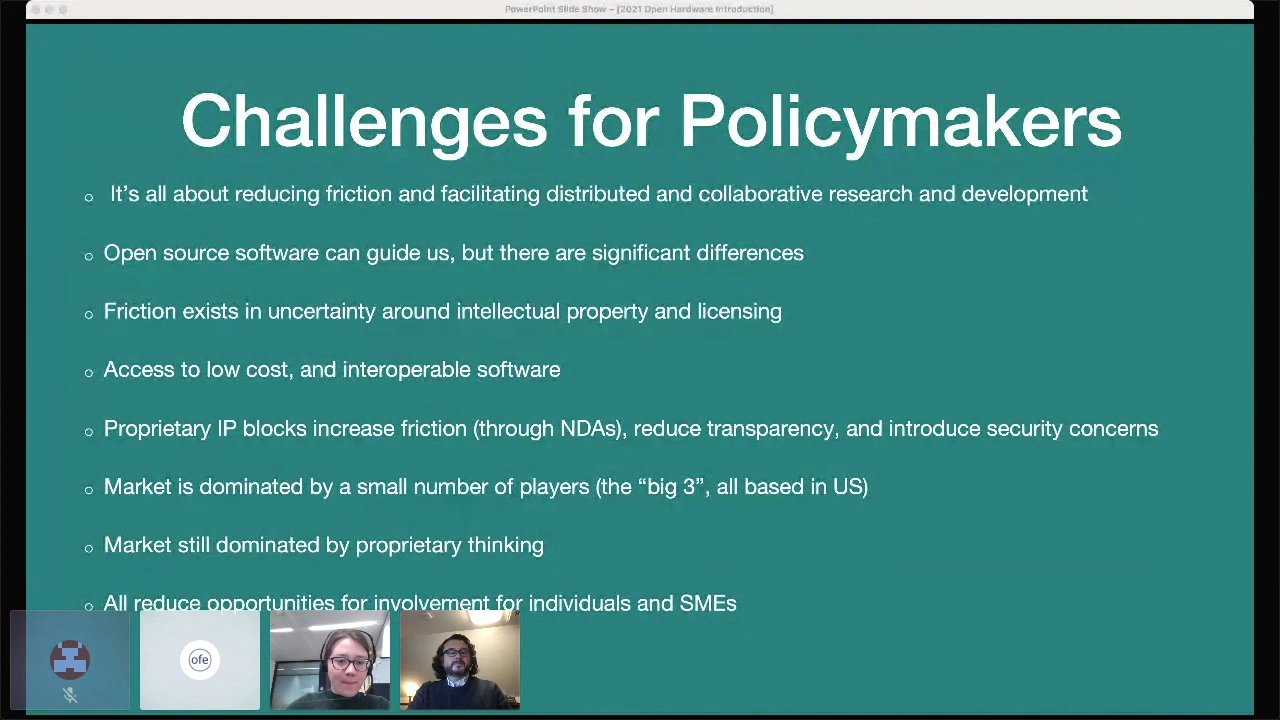 PowerPoint Slide Show – [2021 Open Hardware Introduction]
Challenges for Policymakers
It’s all about reducing friction and facilitating distributed and collaborative research and development
Open source software can guide us, but there are significant differences
Friction exists in uncertainty around intellectual property and licensing
Access to low cost, and interoperable software
Proprietary IP blocks increase friction (through NDAs), reduce transparency, and introduce security concerns
Market is dominated by a small number of players (the “big 3”, all based in US)
Market still dominated by proprietary thinking
All reduce opportunities for involvement for individuals and SMEs
ofe